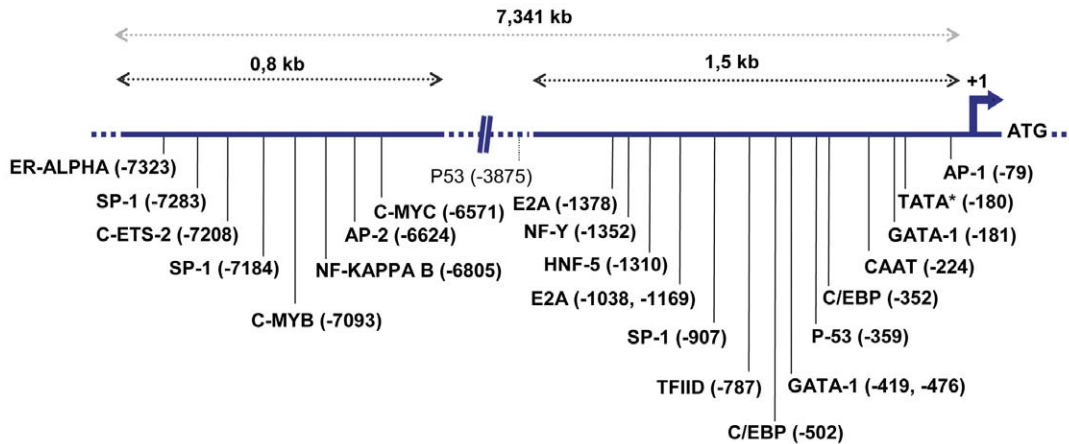 7,341 kb
0,8 kb
1,5 kb
+1
ATG
ER-ALPHA (-7323)
SP-1 (-7283)
C-ETS-2 (-7208)
SP-1 (-7184)
C-MYB (-7093)
NF-KAPPA B (-6805)
AP-2 (-6624)
C-MYC (-6571)
P53 (-3875)
E2A (-1378)
NF-Y (-1352)
HNF-5 (-1310)
E2A (-1038, -1169)
SP-1 (-907)
TFIID (-787)
C/EBP (-502)
GATA-1 (-419, -476)
P-53 (-359)
C/EBP (-352)
CAAT (-224)
GATA-1 (-181)
TATA* (-180)
AP-1 (-79)